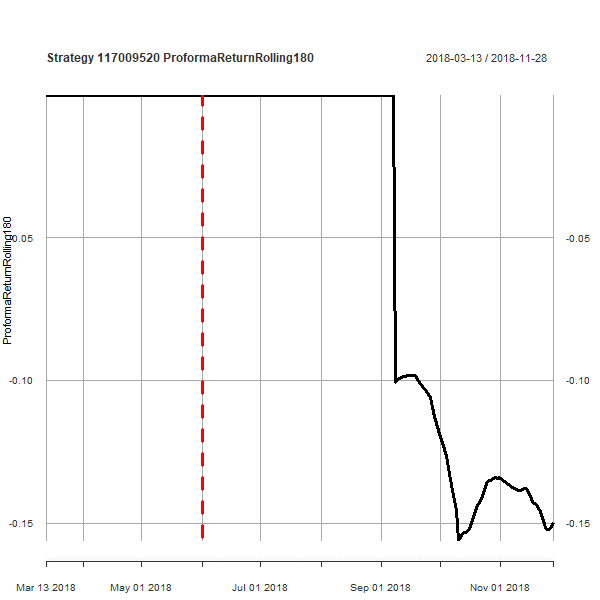 Strategy 117009520 ProformaReturnRolling180
2018-03-13 / 2018-11-28
ProformaReturnRolling180
-0.05
-0.05
-0.10
-0.10
-0.15
-0.15
Mar 13 2018
May 01 2018
Jul 01 2018
Sep 01 2018
Nov 01 2018